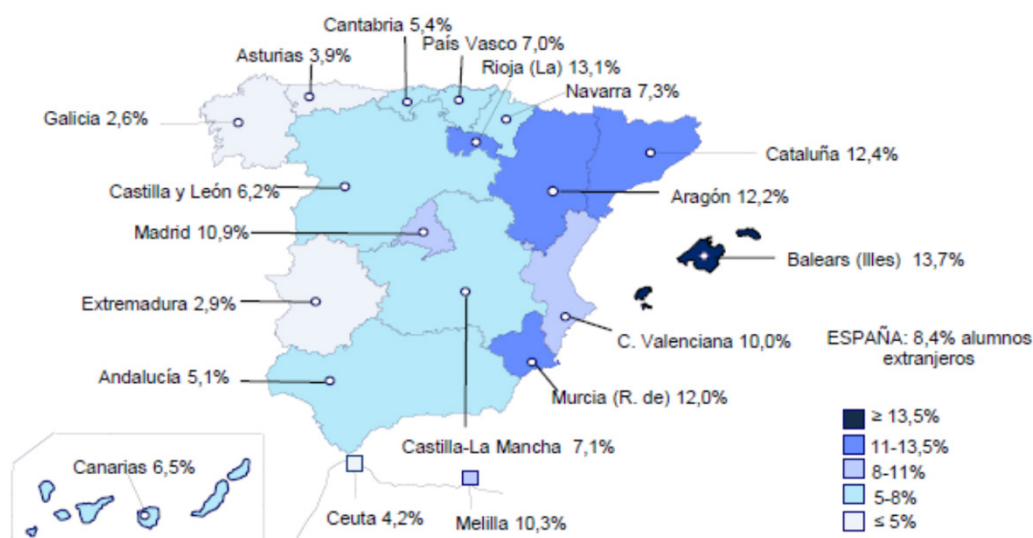 Cantabria 5,4%
País Vasco 7,0%
Asturias 3,9%
Rioja (La) 13,1%
Navarra 7,3%
Galicia 2,6%
Cataluña 12,4%
Castilla y León 6,2%
Aragón 12,2%
Madrid 10,9%
Balears (Illes) 13,7%
Extremadura 2,9%
C. Valenciana 10,0%
ESPAÑA: 8,4% alumnos
extranjeros
Andalucía 5,1%
Murcia (R. de) 12,0%
≥ 13,5%
11-13,5%
8-11%
5-8%
≤ 5%
Castilla-La Mancha 7,1%
Canarias 6,5%
Ceuta 4,2%
Melilla 10,3%